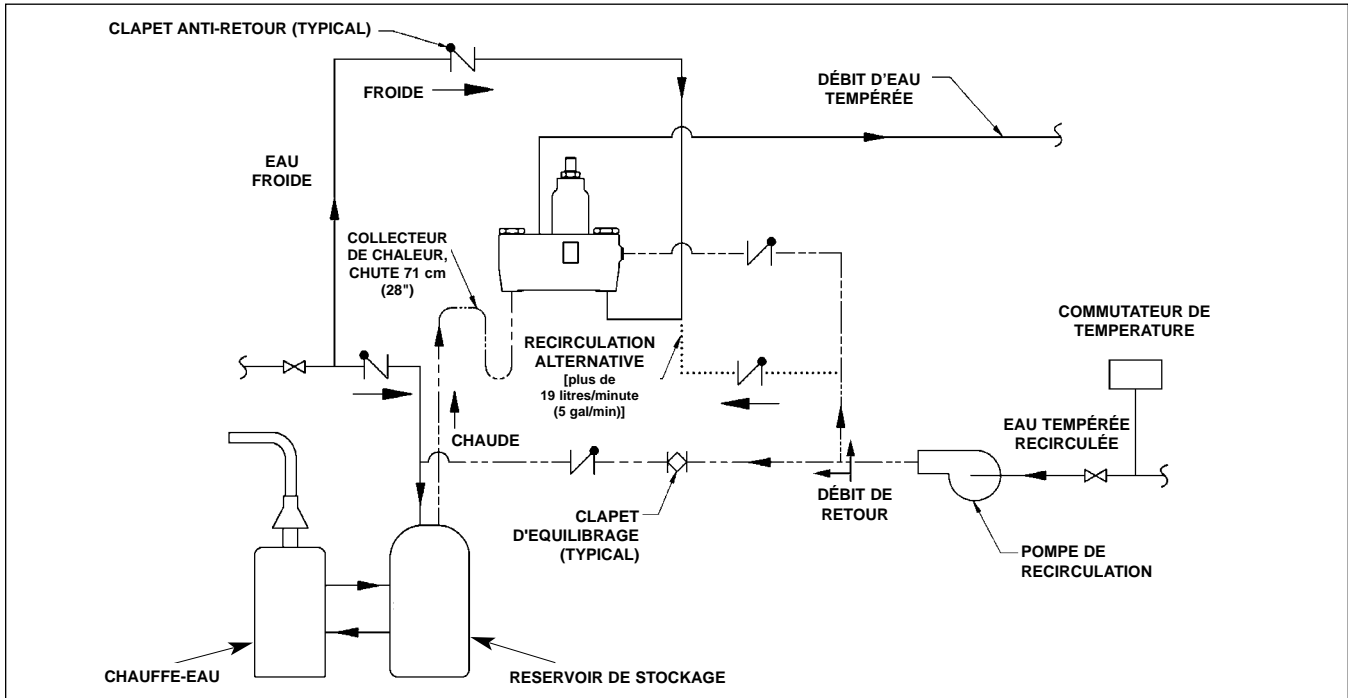 CLAPET ANTI-RETOUR (TYPICAL)
FROIDE
DÉBIT D'EAU
TEMPÉRÉE
EAU
FROIDE
COLLECTEUR
DE CHALEUR,
CHUTE 71 cm
(28")
RECIRCULATION
ALTERNATIVE
[plus de
19 litres/minute
(5 gal/min)]
COMMUTATEUR DE
TEMPERATURE
CHAUDE
EAU TEMPÉRÉE
RECIRCULÉE
DÉBIT DE
RETOUR
CLAPET
D'EQUILIBRAGE
(TYPICAL)
POMPE DE
RECIRCULATION
CHAUFFE-EAU
RESERVOIR DE STOCKAGE